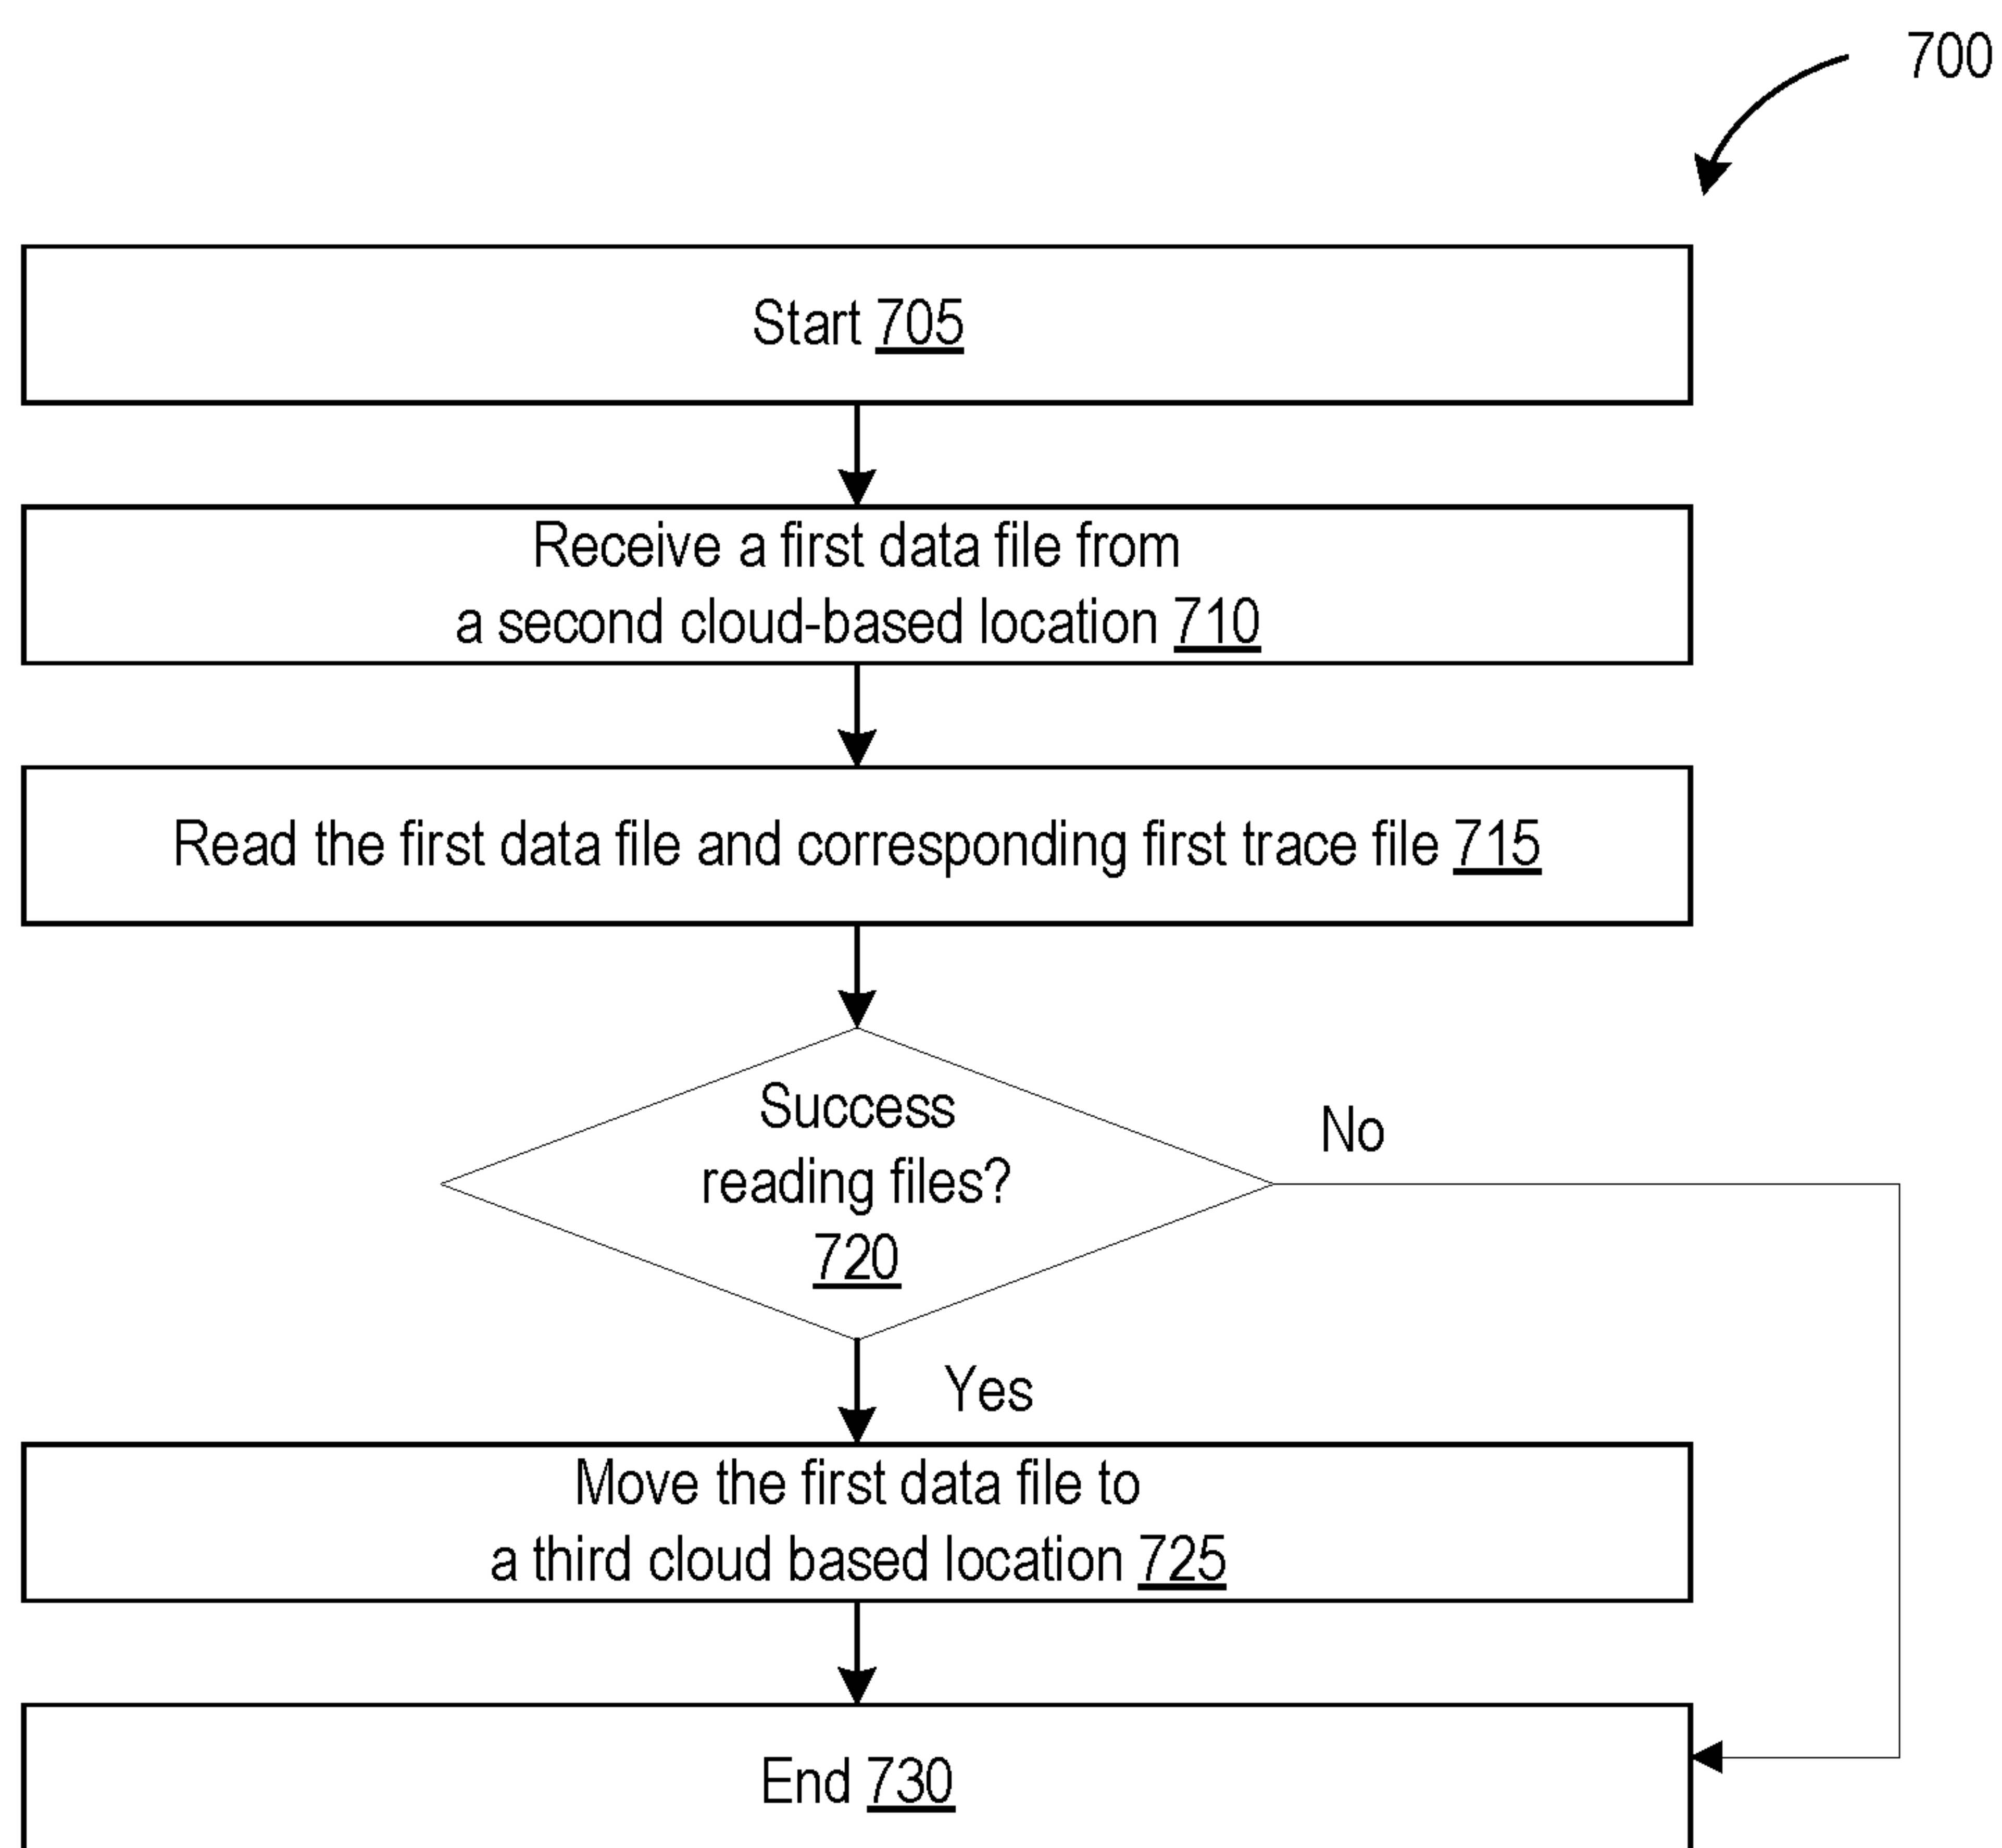 700
Start 705
Receive a first data file from
a second cloud-based location 710
Read the first data file and corresponding first trace file 715
Success
reading files?
720
No
Yes
Move the first data file to
a third cloud based location 725
End 730